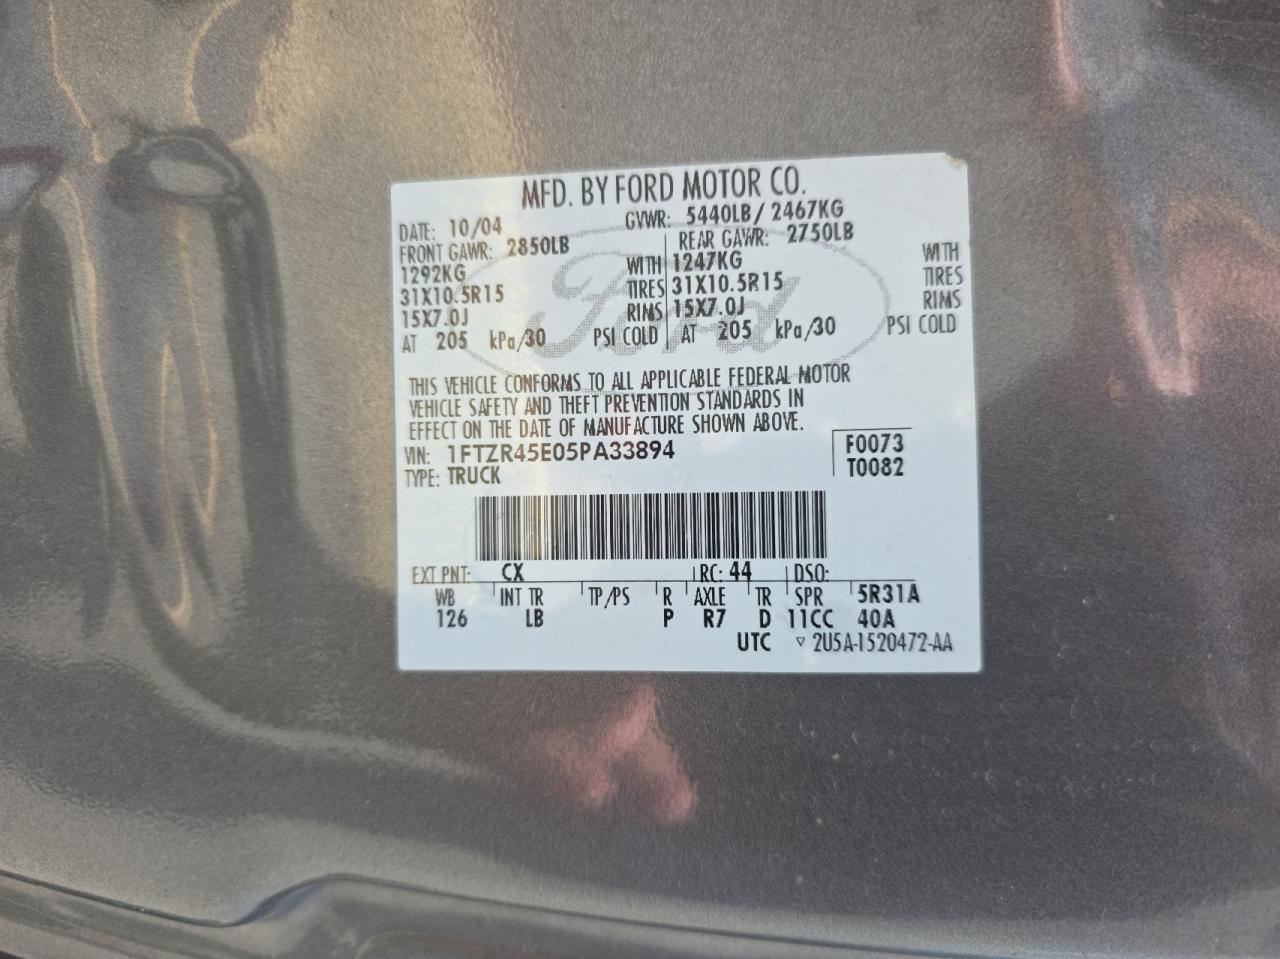 MFD. BY FORD MOTOR CO.
DATE: 10/04 GVWR: 5440LB / 2467KG
FRONT GAWR: 2850LB REAR GAWR: 2750LB
1292KG WITH 1247KG WITH
31X10.5R15 TIRES 31X10.5R15 TIRES
15X7.0J RIMS 15X7.0J RIMS
AT 205 kPa/30 PSI COLD AT 205 kPa/30 PSI COLD
Ford
THIS VEHICLE CONFORMS TO ALL APPLICABLE FEDERAL MOTOR
VEHICLE SAFETY AND THEFT PREVENTION STANDARDS IN
EFFECT ON THE DATE OF MANUFACTURE SHOWN ABOVE.
VIN: 1FTZR45E05PA33894 F0073
TYPE: TRUCK T0082
EXT PNT: CX RC: 44 DSO:
WB INT TR TP/PS R AXLE TR SPR 5R31A
126 LB P R7 D 11CC 40A
UTC ▿ 2U5A-1520472-AA